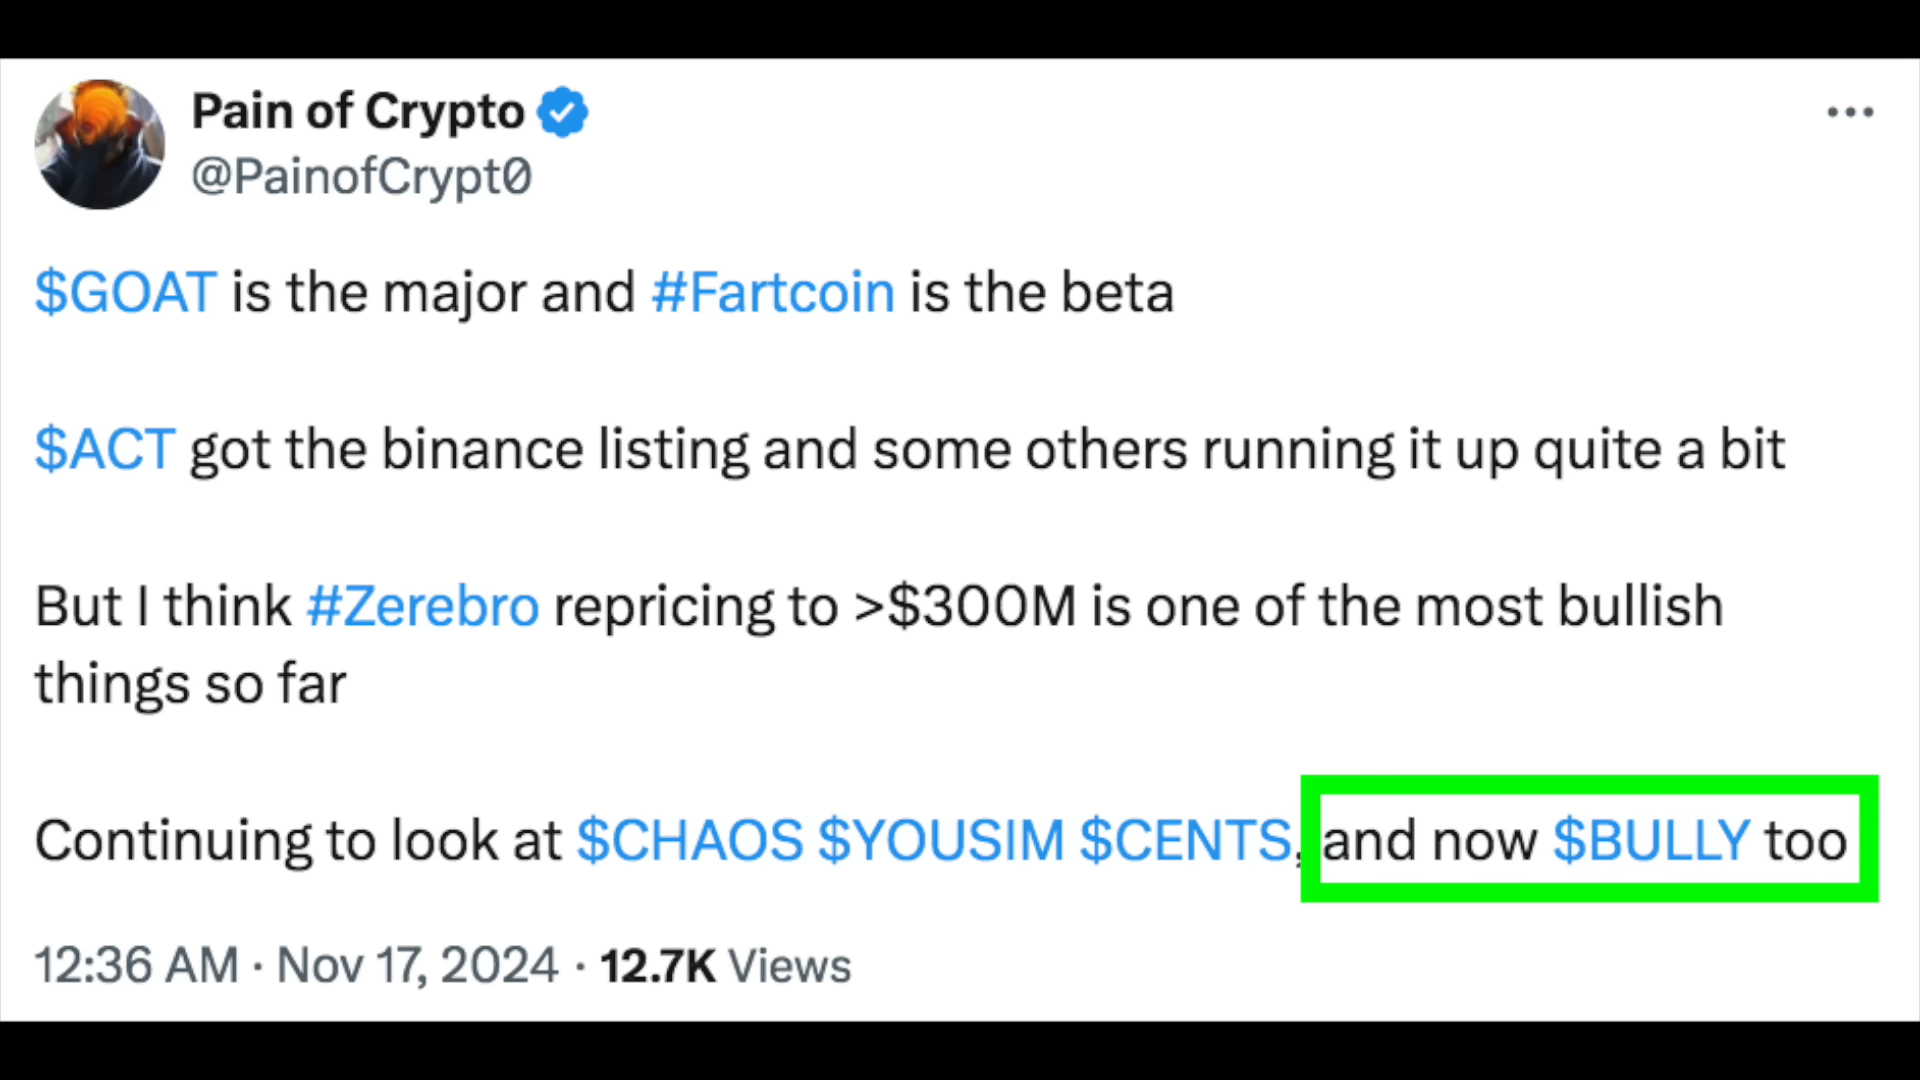 Pain of Crypto
@PainofCrypt0
$GOAT is the major and #Fartcoin is the beta
$ACT got the binance listing and some others running it up quite a bit
But I think #Zerebro repricing to >$300M is one of the most bullish
things so far
Continuing to look at $CHAOS $YOUSIM $CENTS, and now $BULLY too
12:36 AM · Nov 17, 2024 · 12.7K Views